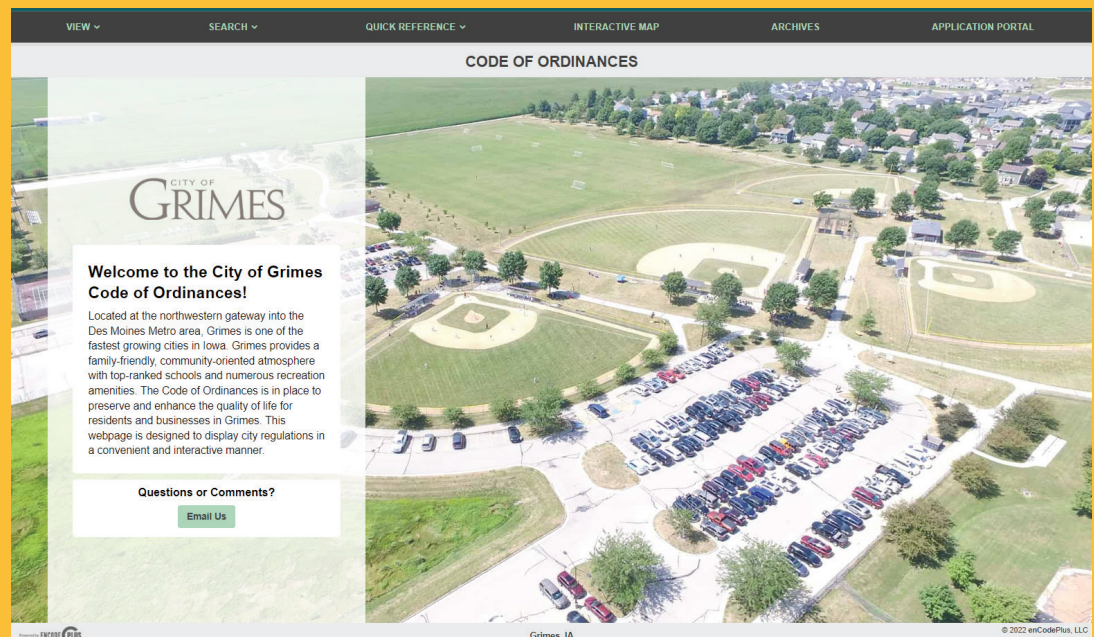 VIEW
SEARCH
QUICK REFERENCE
INTERACTIVE MAP
ARCHIVES
APPLICATION PORTAL
CODE OF ORDINANCES
CITY OF
GRIMES
Welcome to the City of Grimes
Code of Ordinances!
Located at the northwestern gateway into the
Des Moines Metro area, Grimes is one of the
fastest growing cities in Iowa. Grimes provides a
family-friendly, community-oriented atmosphere
with top-ranked schools and numerous recreation
amenities. The Code of Ordinances is in place to
preserve and enhance the quality of life for
residents and businesses in Grimes. This
webpage is designed to display city regulations in
a convenient and interactive manner.
Questions or Comments?
Email Us
Powered by ENCODE PLUS
Grimes, IA
© 2022 enCodePlus, LLC